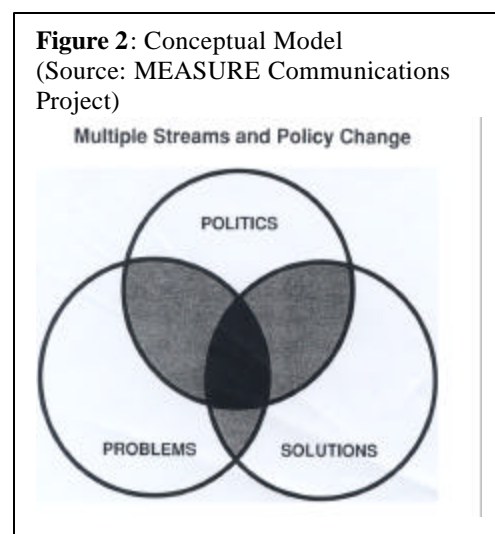 Figure 2: Conceptual Model
(Source: MEASURE Communications
Project)
Multiple Streams and Policy Change
POLITICS
PROBLEMS
SOLUTIONS